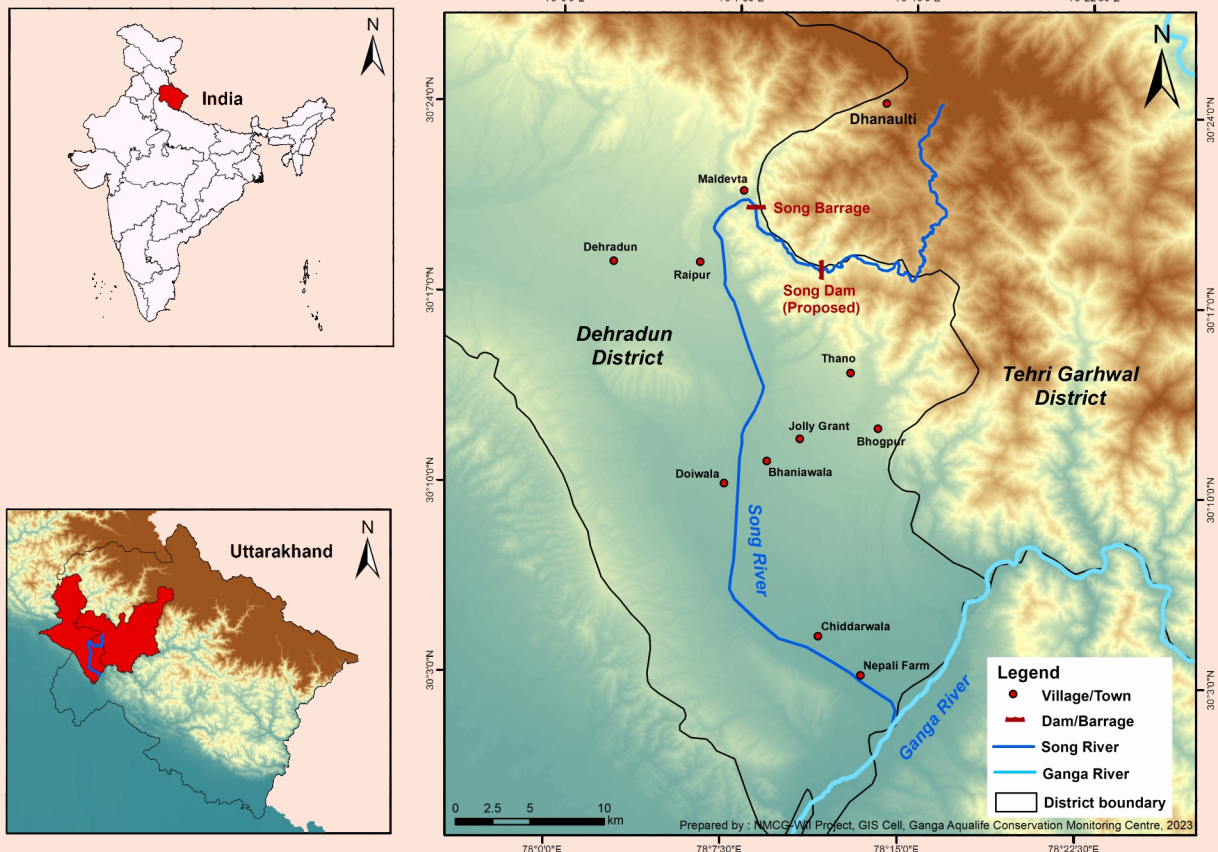 N
India
N
Uttarakhand
N
30°24'0"N
30°17'0"N
30°10'0"N
30°3'0"N
Dhanaulti
Maldevta
Song Barrage
Dehradun
Raipur
Song Dam
(Proposed)
Dehradun
District
Thano
Tehri Garhwal
District
Jolly Grant
Bhogpur
Bhaniawala
Doiwala
Song River
Chiddarwala
Nepali Farm
Ganga River
Legend
Village/Town
Dam/Barrage
Song River
Ganga River
District boundary
0 2.5 5 10
km
Prepared by : NMCG-WII Project, GIS Cell, Ganga Aqualife Conservation Monitoring Centre, 2023
30°24'0"N
30°17'0"N
30°10'0"N
30°3'0"N
78°0'0"E 78°7'30"E 78°15'0"E 78°22'30"E